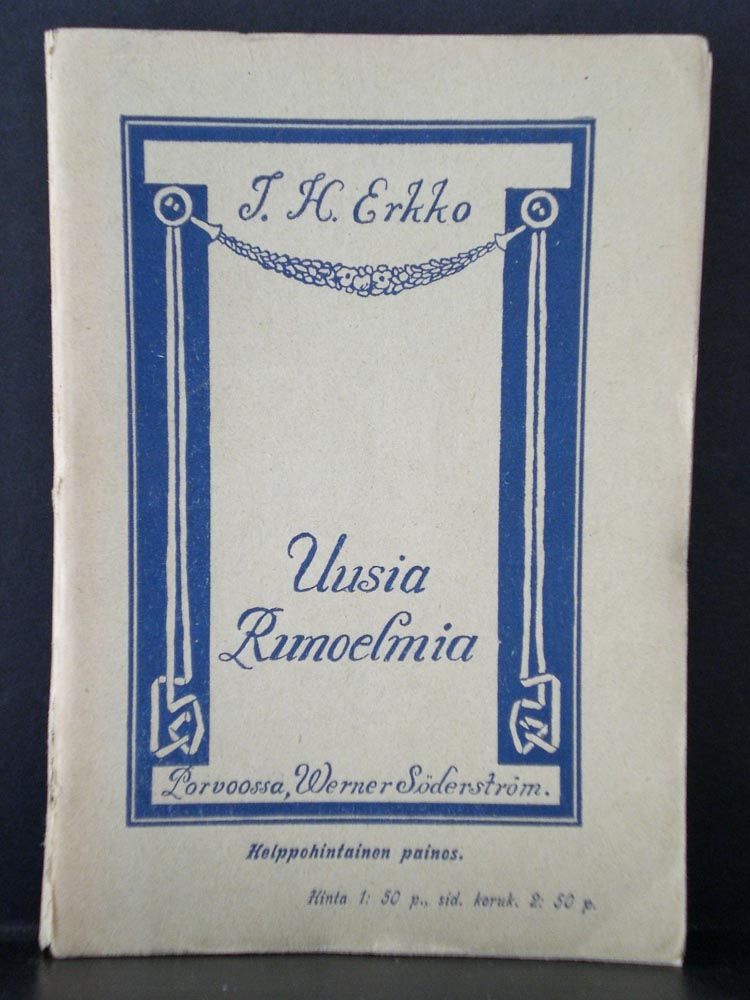 J. H. Erkko
Uusia
Runoelmia
Porvoossa, Werner Söderström.
Helppohintainen painos.
Hinta 1: 50 p., sid. koruk. 2: 50 p.